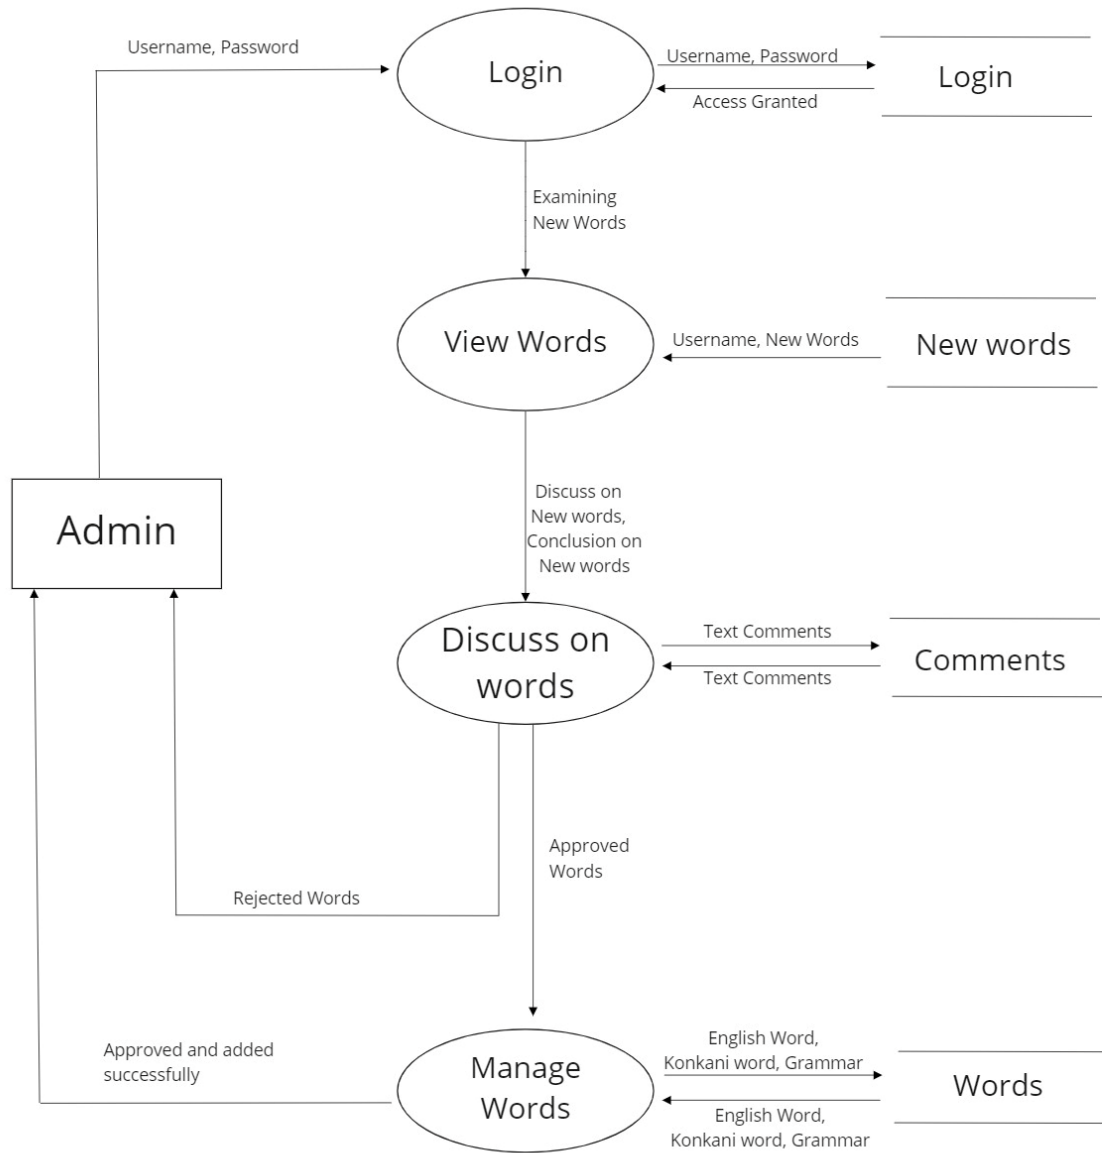 Username, Password
Login
Username, Password
Access Granted
Login
Examining
New Words
View Words
Username, New Words
New words
Discuss on
New words,
Conclusion on
New words
Admin
Discuss on
words
Text Comments
Text Comments
Comments
Approved
Words
Rejected Words
Approved and added
successfully
Manage
Words
English Word,
Konkani word, Grammar
English Word,
Konkani word, Grammar
Words